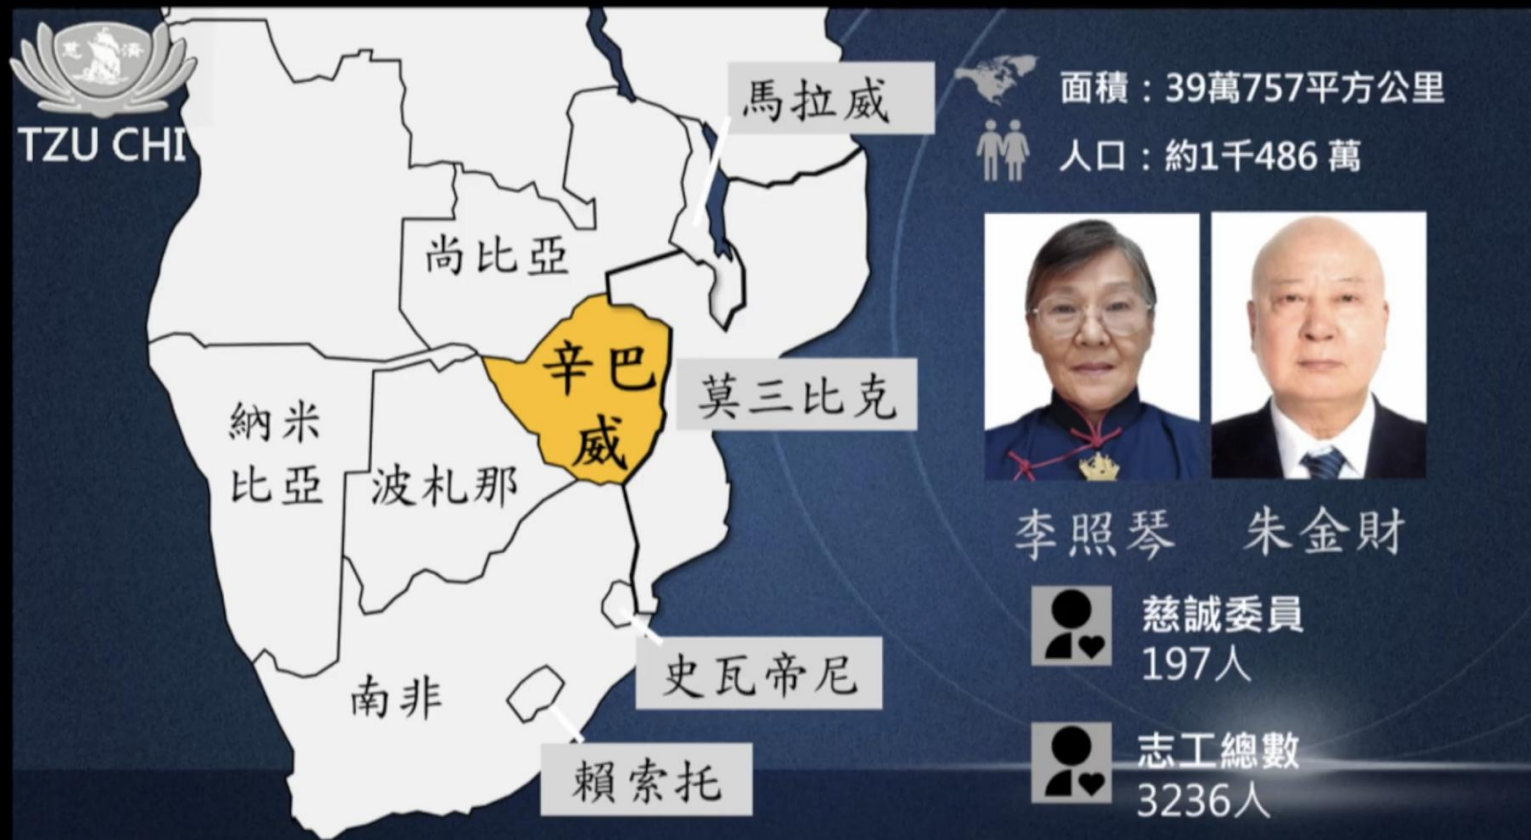 慈濟
TZU CHI
馬拉威
尚比亞
辛巴
威
莫三比克
納米
比亞
波札那
史瓦帝尼
南非
賴索托
面積：39萬757平方公里
人口：約1千486 萬
李照琴
朱金財
慈誠委員
197人
志工總數
3236人